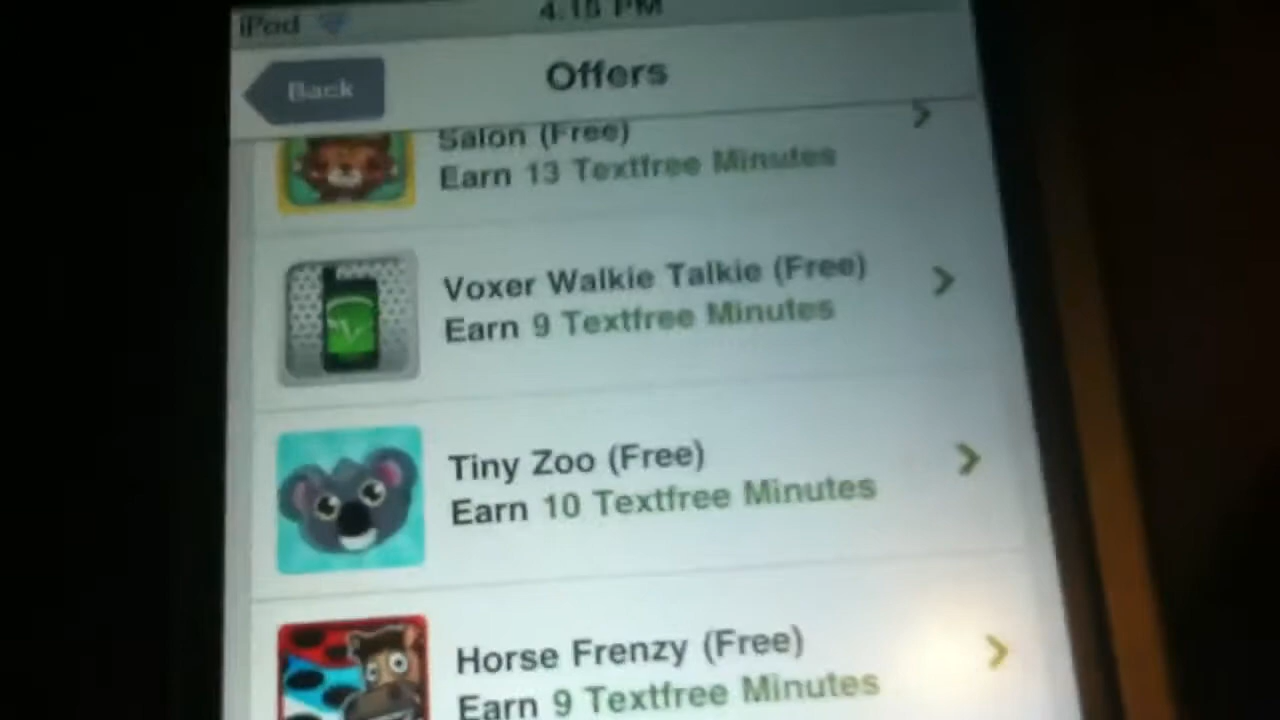 iPod 4:15 PM
Back
Offers
Salon (Free)
Earn 13 Textfree Minutes
Voxer Walkie Talkie (Free)
Earn 9 Textfree Minutes
V
Tiny Zoo (Free)
Earn 10 Textfree Minutes
Horse Frenzy (Free)
Earn 9 Textfree Minutes